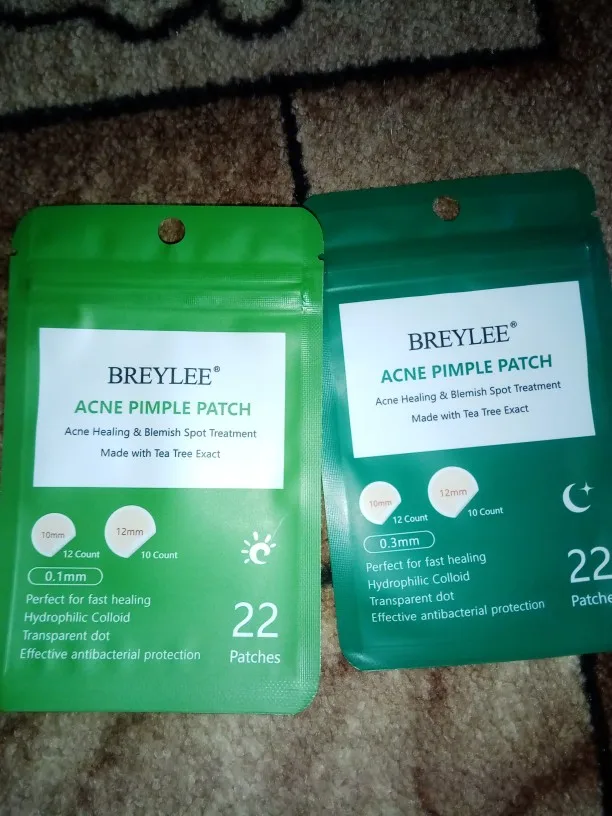 BREYLEE®
ACNE PIMPLE PATCH
Acne Healing & Blemish Spot Treatment
Made with Tea Tree Exact
10mm
12 Count
12mm
10 Count
0.1mm
Perfect for fast healing
Hydrophilic Colloid
Transparent dot
Effective antibacterial protection
22
Patches
BREYLEE®
ACNE PIMPLE PATCH
Acne Healing & Blemish Spot Treatment
Made with Tea Tree Exact
10mm
12 Count
12mm
10 Count
0.3mm
Perfect for fast healing
Hydrophilic Colloid
Transparent dot
Effective antibacterial protection
22
Patche